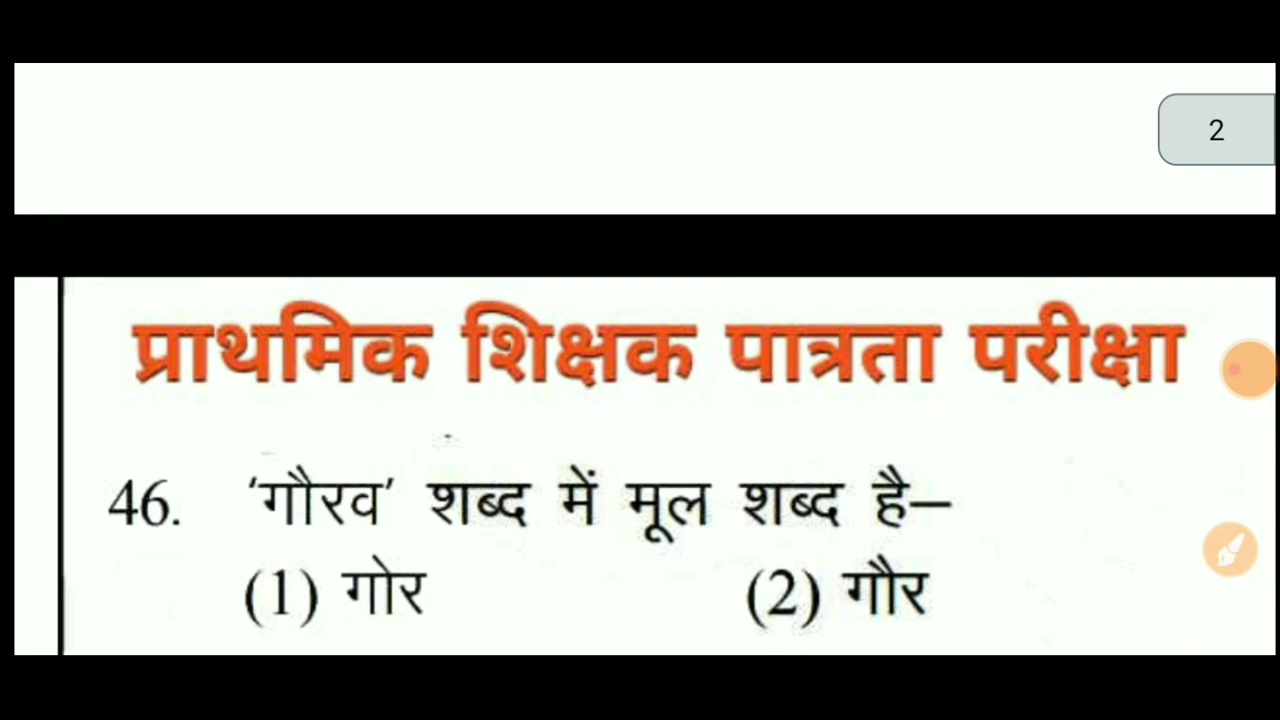 2
प्राथमिक शिक्षक पात्रता परीक्षा
46. ‘गौरव’ शब्द में मूल शब्द है–
(1) गोर (2) गौर